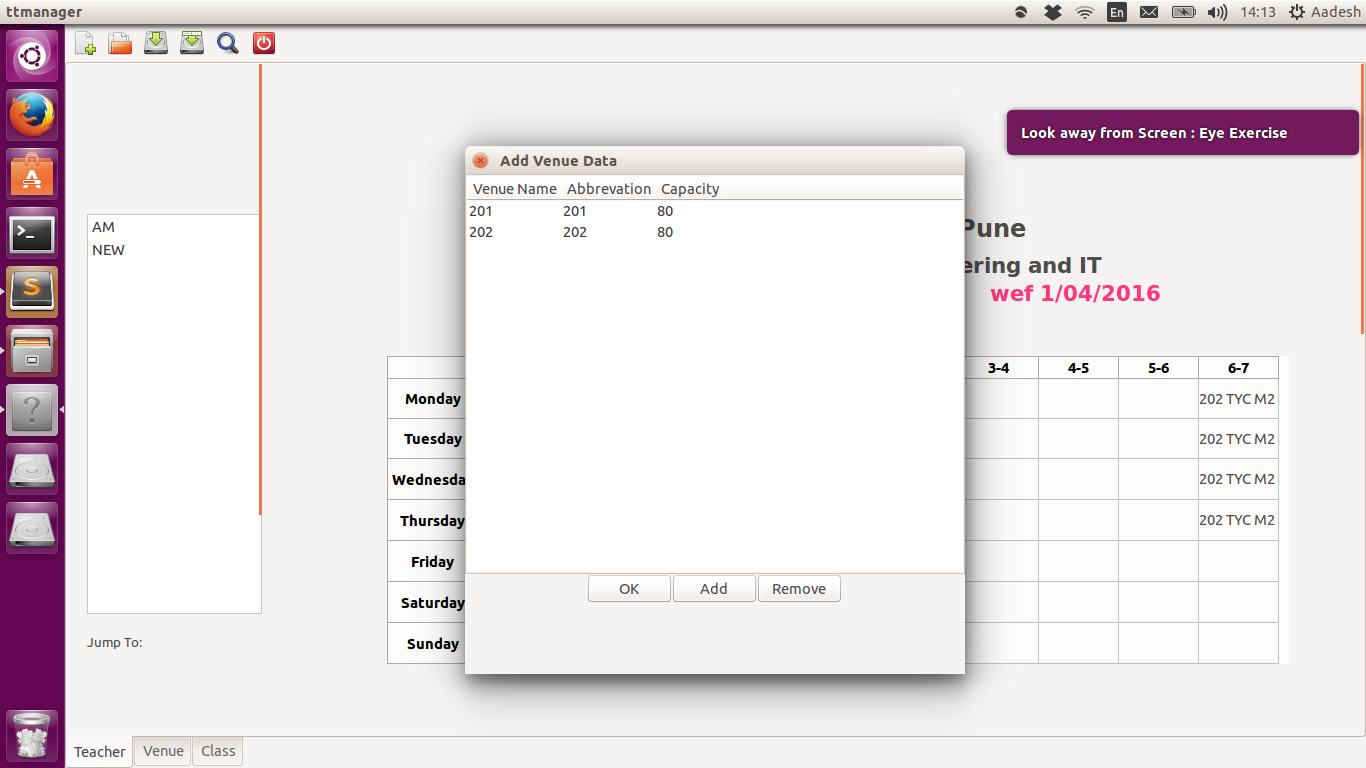 ttmanager
En
14:13
Aadesh
Look away from Screen : Eye Exercise
Add Venue Data
Venue Name Abbrevation Capacity
201 201 80
202 202 80
OK Add Remove
AM
NEW
Jump To:
Pune
ering and IT
wef 1/04/2016
3-4 4-5 5-6 6-7
Monday 202 TYC M2
Tuesday 202 TYC M2
Wednesda 202 TYC M2
Thursday 202 TYC M2
Friday
Saturday
Sunday
Teacher Venue Class